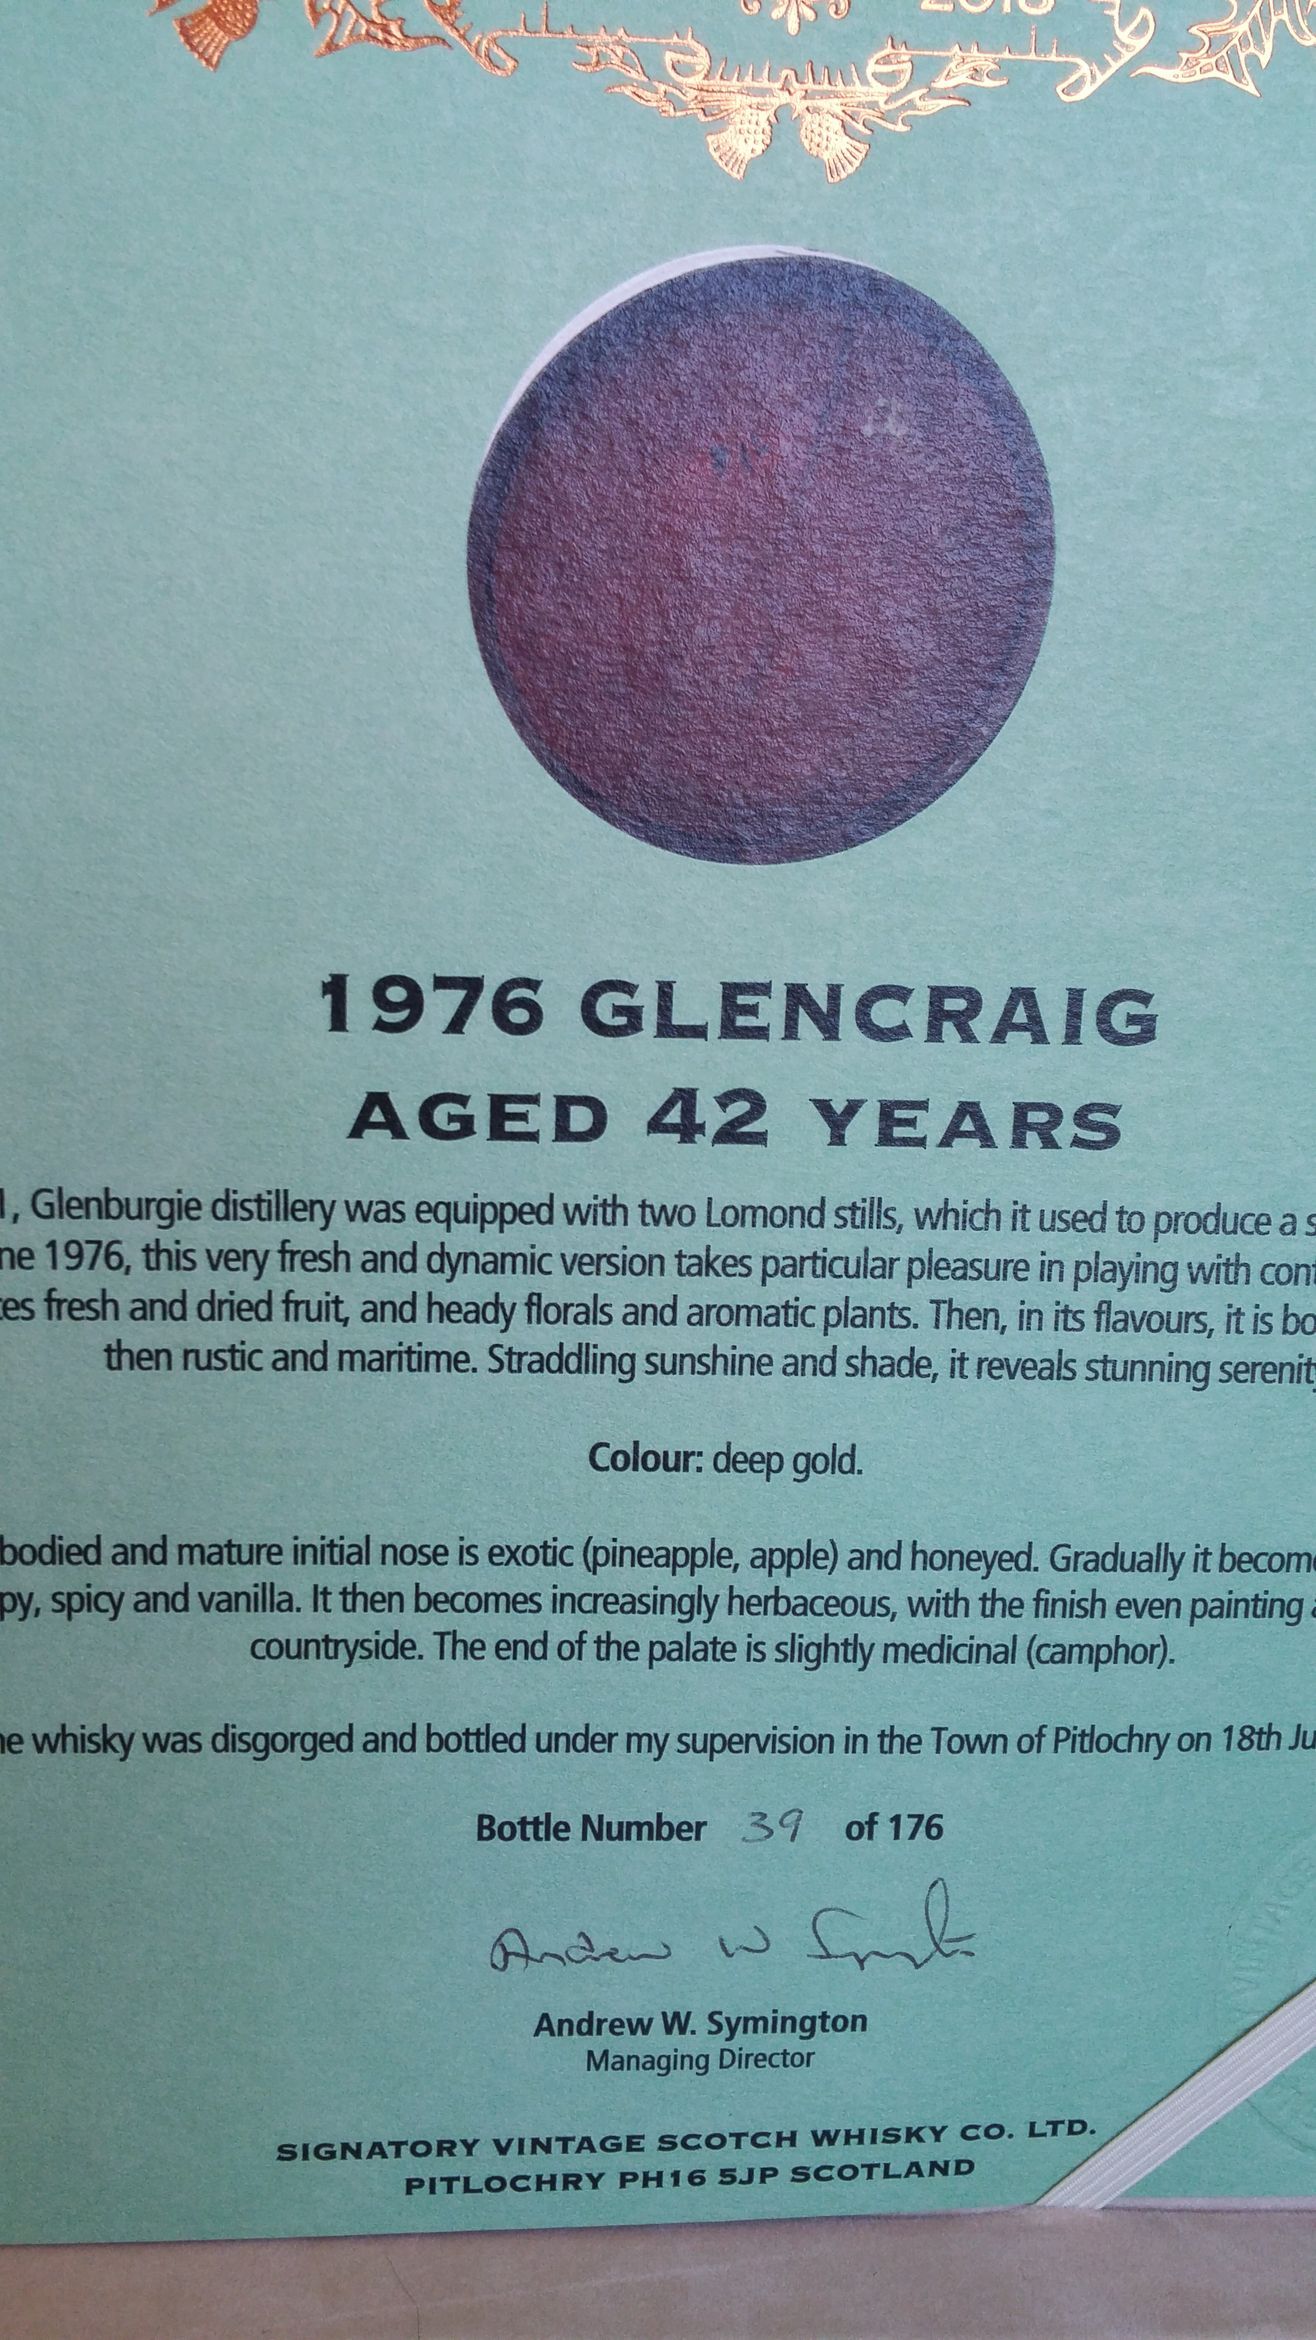 1976 GLENCRAIG
AGED 42 YEARS
, Glenburgie distillery was equipped with two Lomond stills, which it used to produce a s
ne 1976, this very fresh and dynamic version takes particular pleasure in playing with con
es fresh and dried fruit, and heady florals and aromatic plants. Then, in its flavours, it is bo
then rustic and maritime. Straddling sunshine and shade, it reveals stunning serenit
Colour: deep gold.
bodied and mature initial nose is exotic (pineapple, apple) and honeyed. Gradually it becom
py, spicy and vanilla. It then becomes increasingly herbaceous, with the finish even painting
countryside. The end of the palate is slightly medicinal (camphor).
he whisky was disgorged and bottled under my supervision in the Town of Pitlochry on 18th Ju
Bottle Number 39 of 176
Andrew W Symington
Andrew W. Symington
Managing Director
SIGNATORY VINTAGE SCOTCH WHISKY CO. LTD.
PITLOCHRY PH16 5JP SCOTLAND